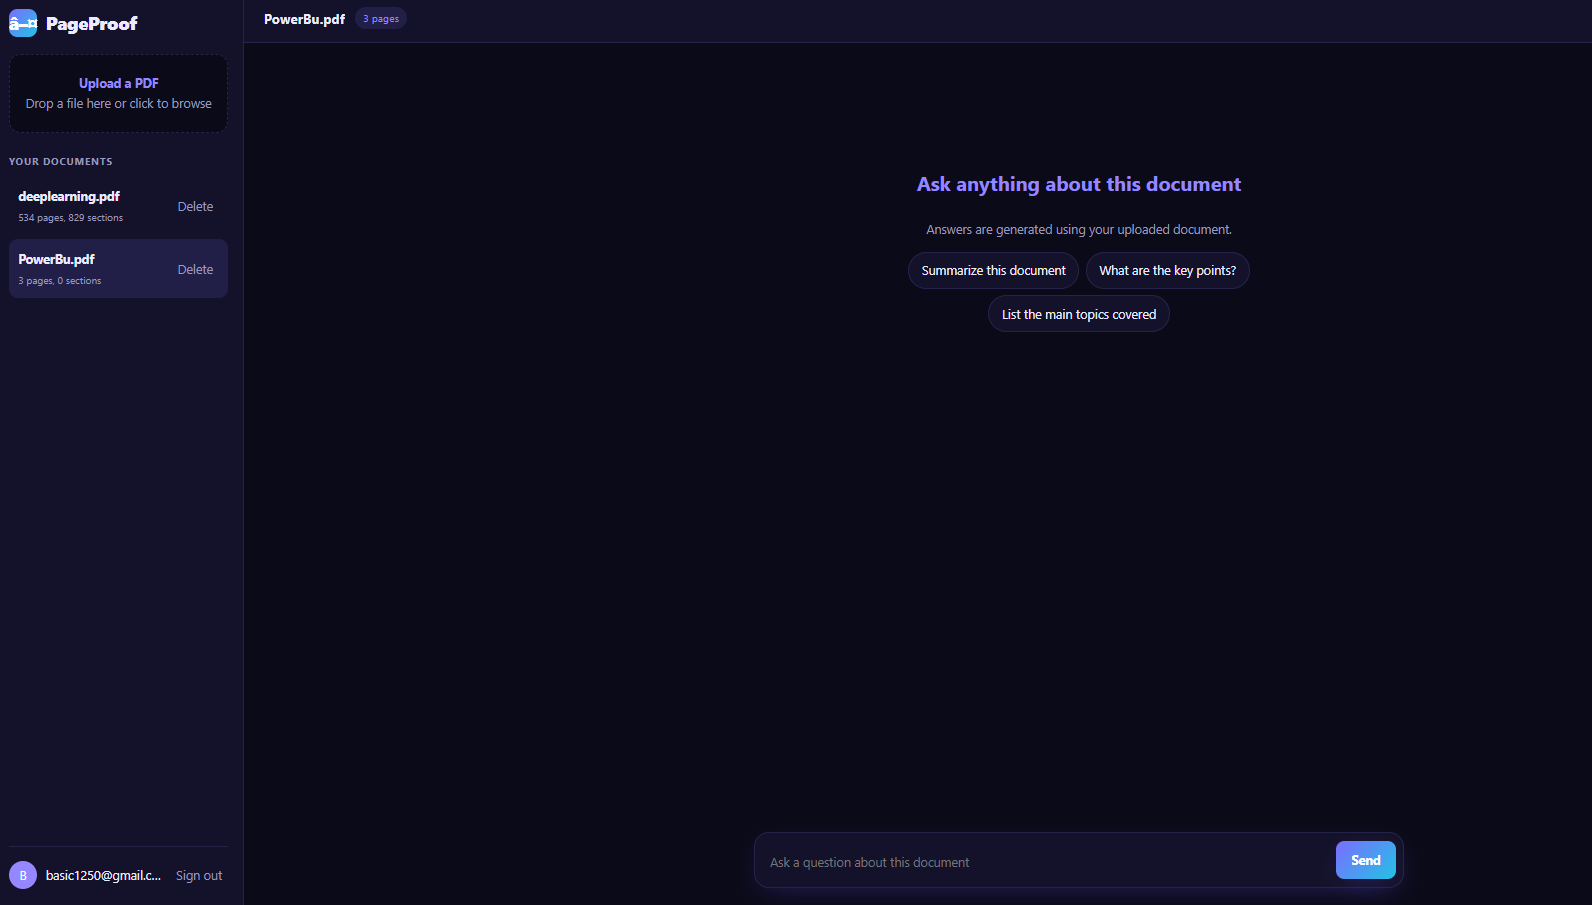 â–¤ PageProof
Upload a PDF
Drop a file here or click to browse
YOUR DOCUMENTS
deeplearning.pdf
534 pages, 829 sections
Delete
PowerBu.pdf
3 pages, 0 sections
Delete
B basic1250@gmail.c... Sign out
PowerBu.pdf 3 pages
Ask anything about this document
Answers are generated using your uploaded document.
Summarize this document What are the key points?
List the main topics covered
Ask a question about this document Send